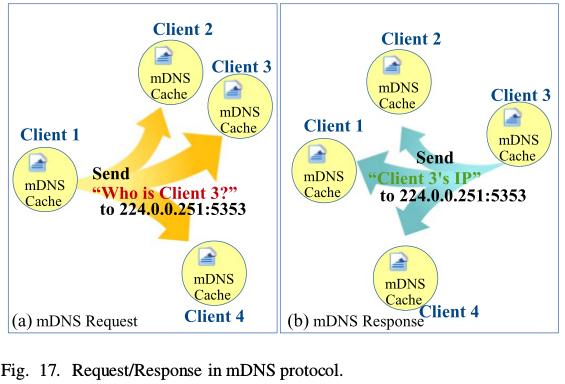 Client 2
mDNS
Cache
Client 3
mDNS
Cache
Client 1
mDNS
Cache
Send
“Who is Client 3?”
to 224.0.0.251:5353
mDNS
Cache
Client 4
(a) mDNS Request
Client 2
mDNS
Cache
Client 3
mDNS
Cache
Client 1
mDNS
Cache
Send
“Client 3's IP”
to 224.0.0.251:5353
mDNS
Cache
Client 4
(b) mDNS Response
Fig. 17. Request/Response in mDNS protocol.